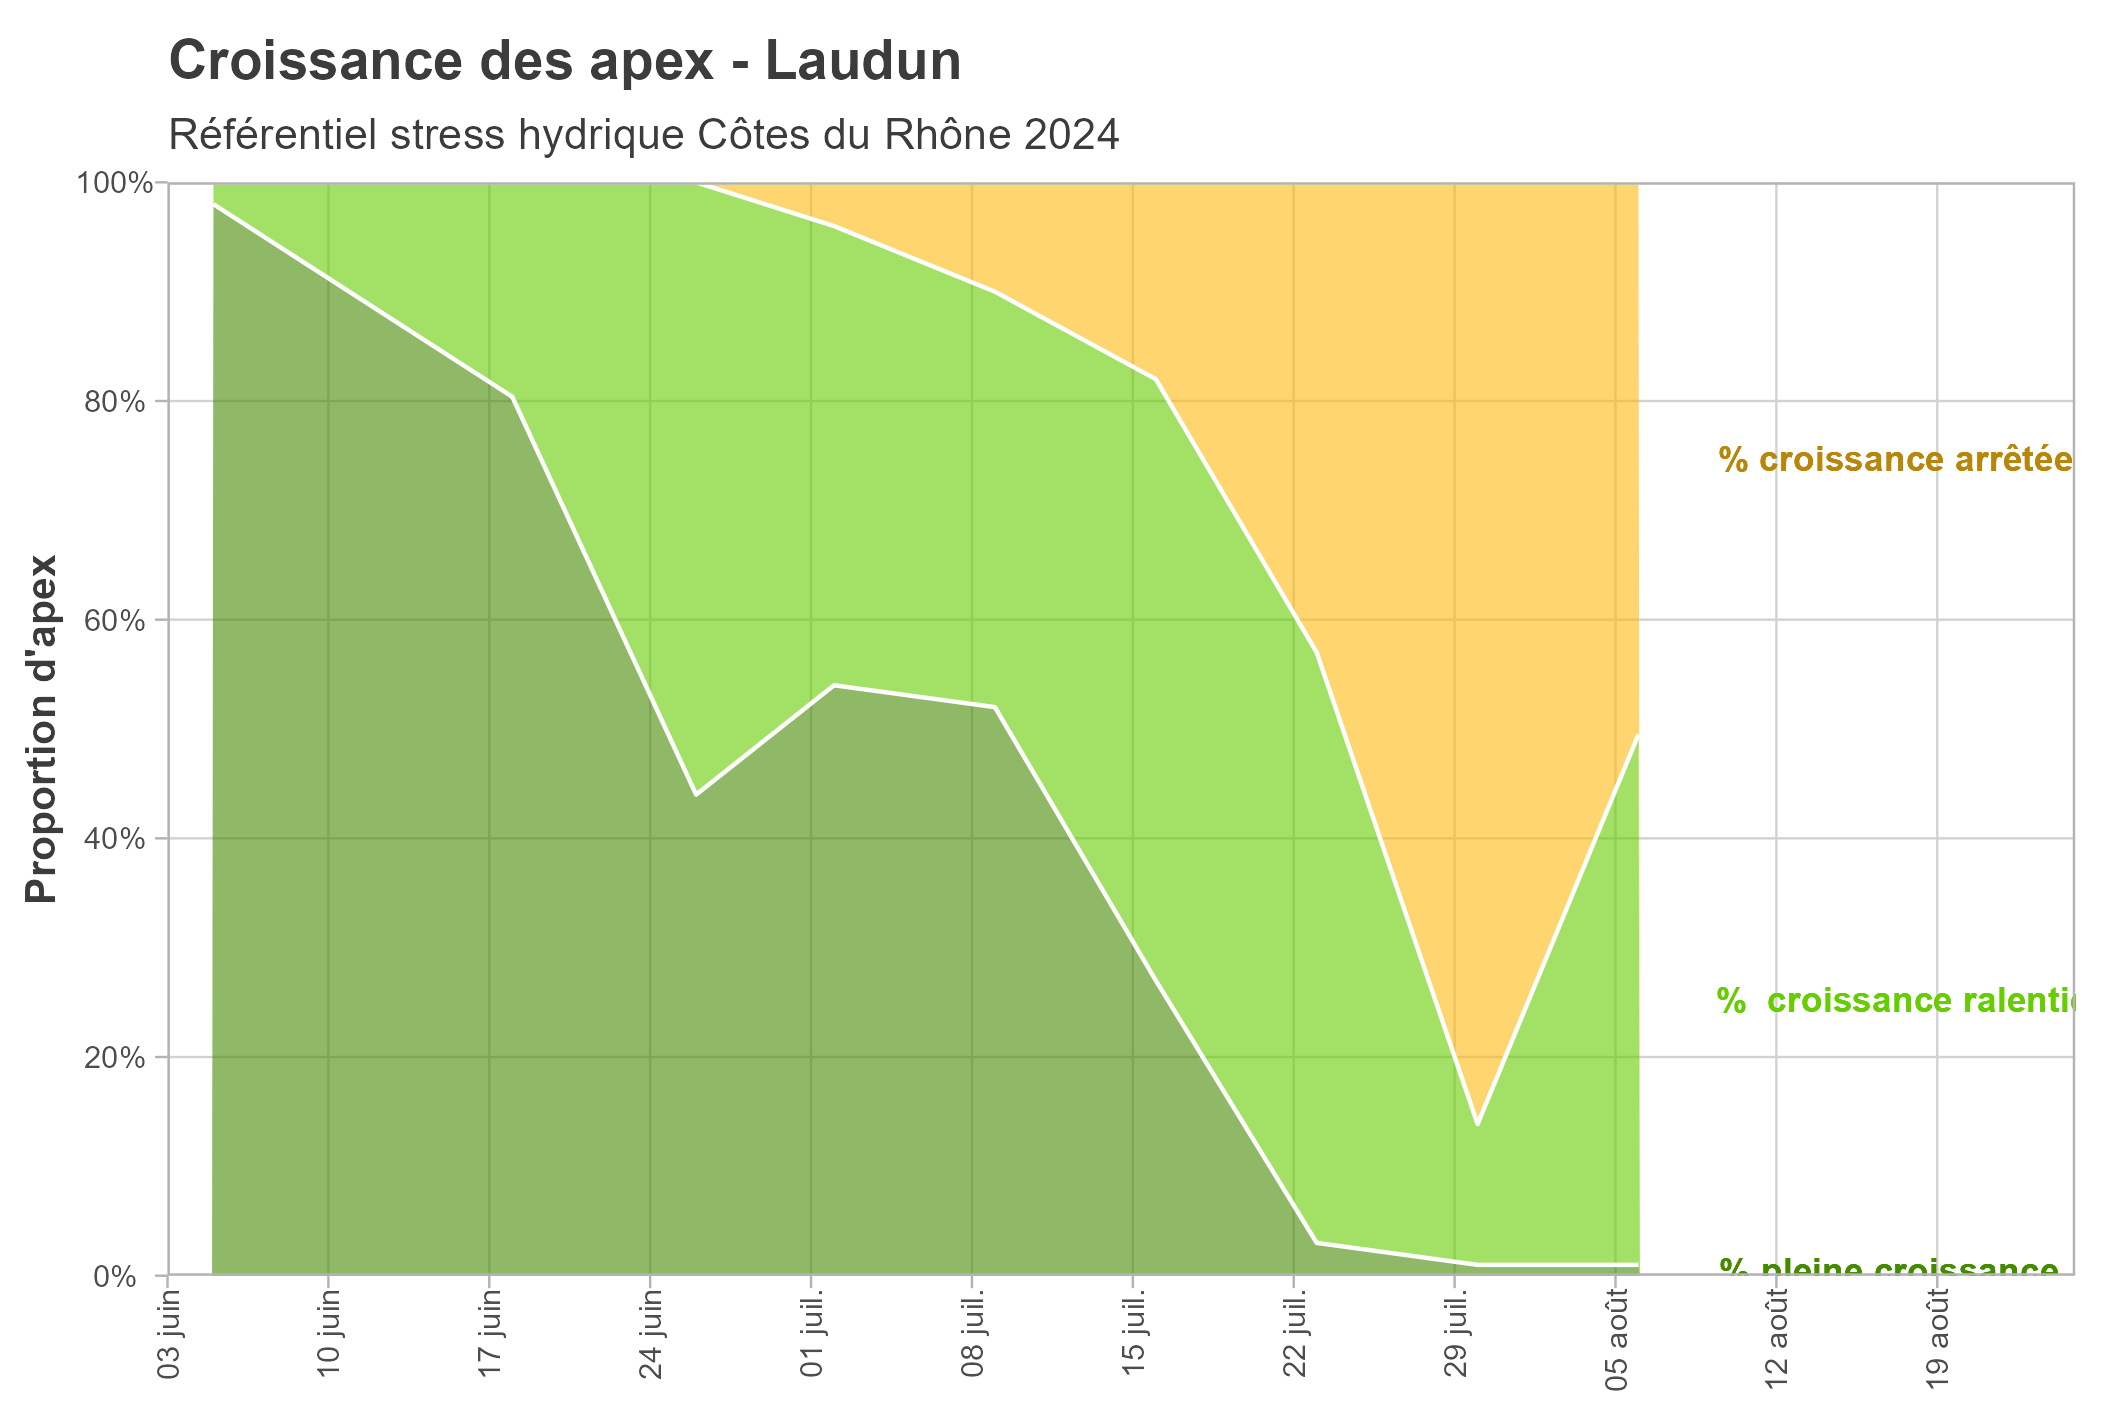 Croissance des apex - Laudun
Référentiel stress hydrique Côtes du Rhône 2024
Proportion d'apex
100%
80%
60%
40%
20%
0%
% croissance arrêtée
% croissance ralentie
% pleine croissance
03 juin
10 juin
17 juin
24 juin
01 juil.
08 juil.
15 juil.
22 juil.
29 juil.
05 août
12 août
19 août